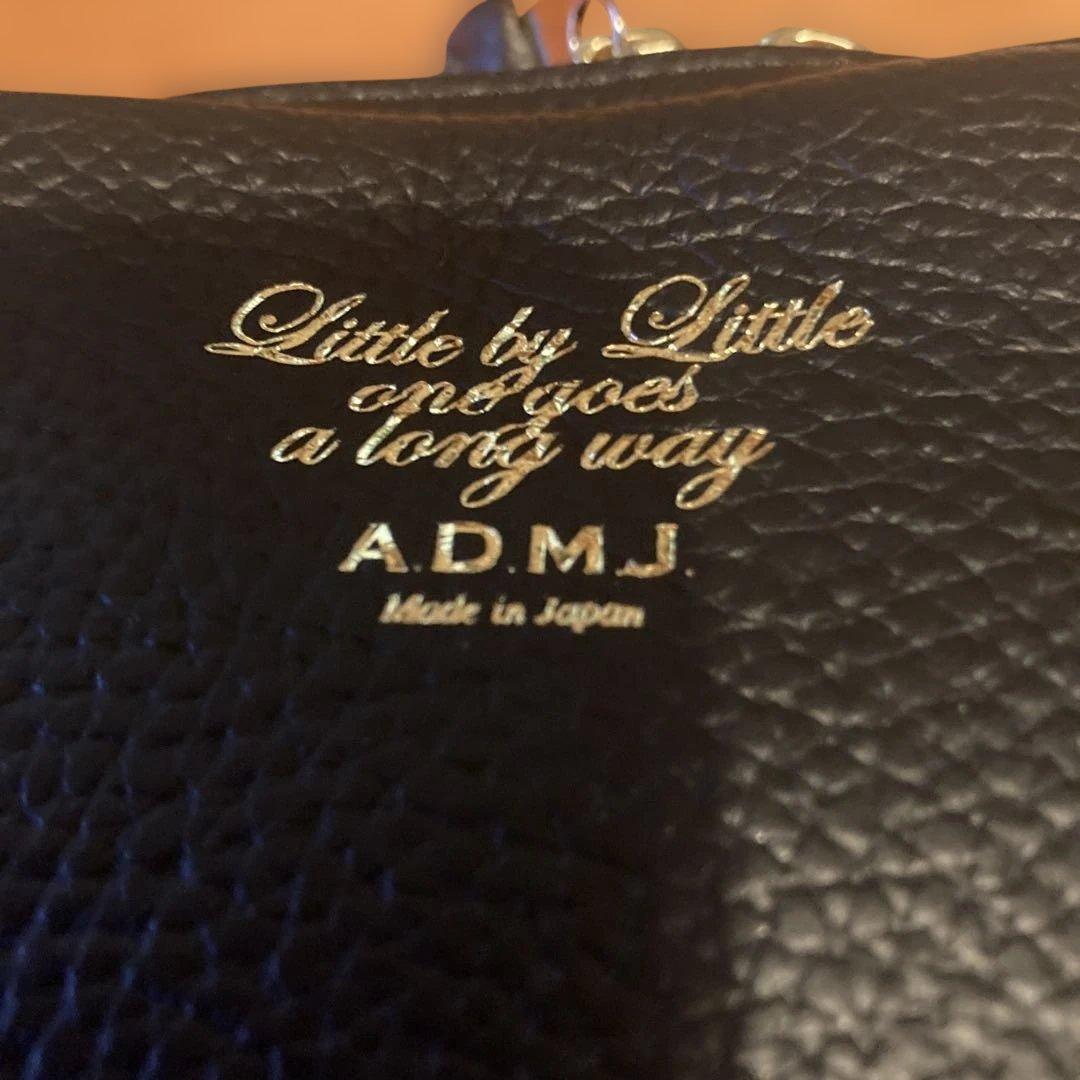 Little by Little
one goes
a long way
A.D.M.J.
Made in Japan